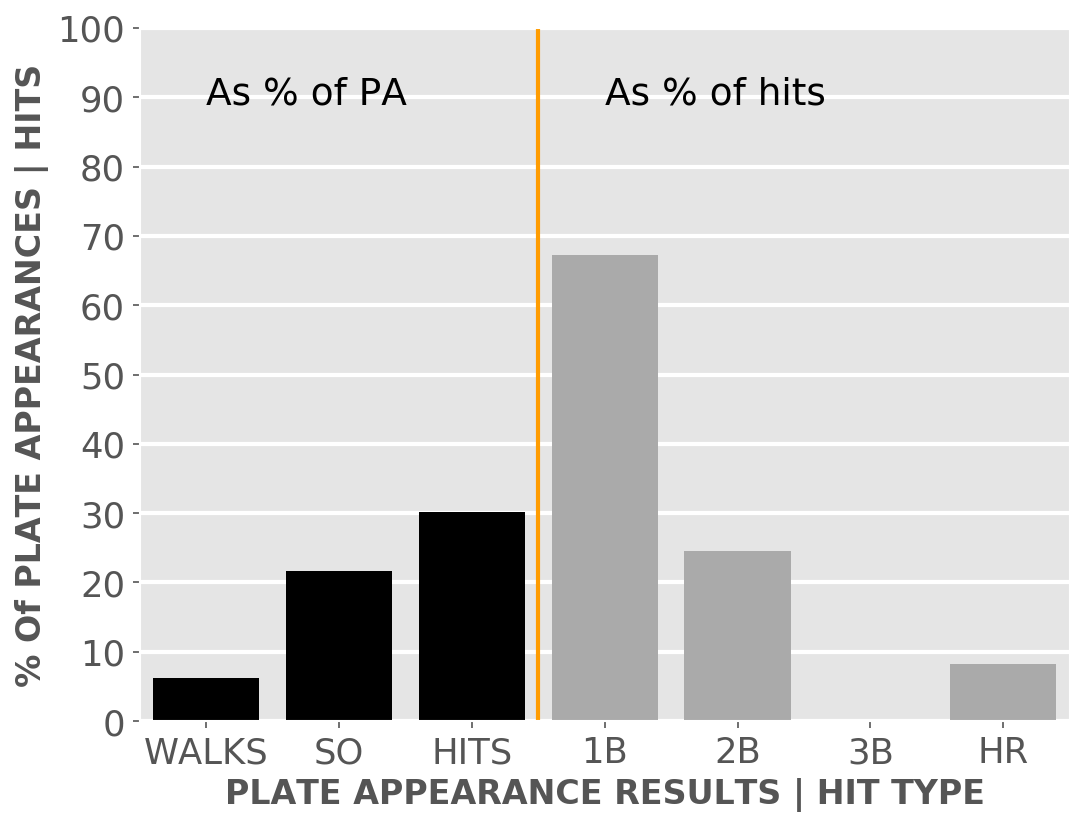 % Of PLATE APPEARANCES | HITS
100
90
80
70
60
50
40
30
20
10
0
As % of PA
As % of hits
WALKS SO HITS 1B 2B 3B HR
PLATE APPEARANCE RESULTS | HIT TYPE